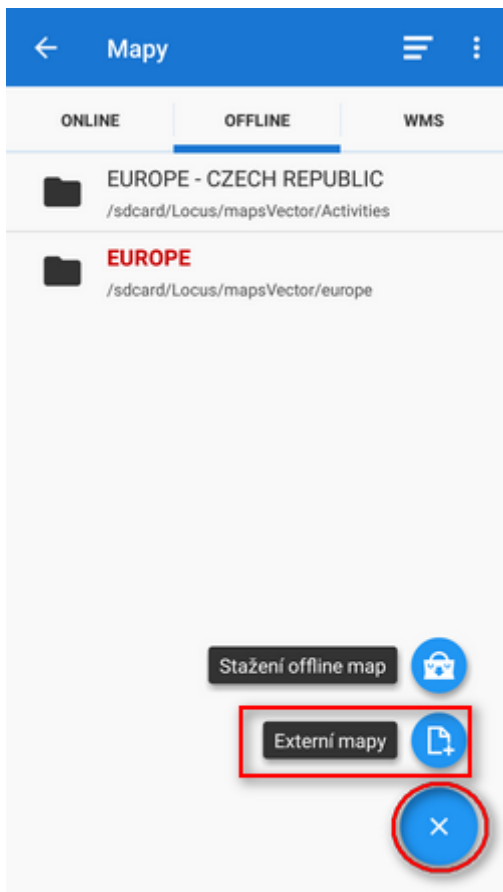 Mapy
ONLINE
OFFLINE
WMS
EUROPE - CZECH REPUBLIC
/sdcard/Locus/mapsVector/Activities
EUROPE
/sdcard/Locus/mapsVector/europe
Stažení offline map
Externí mapy